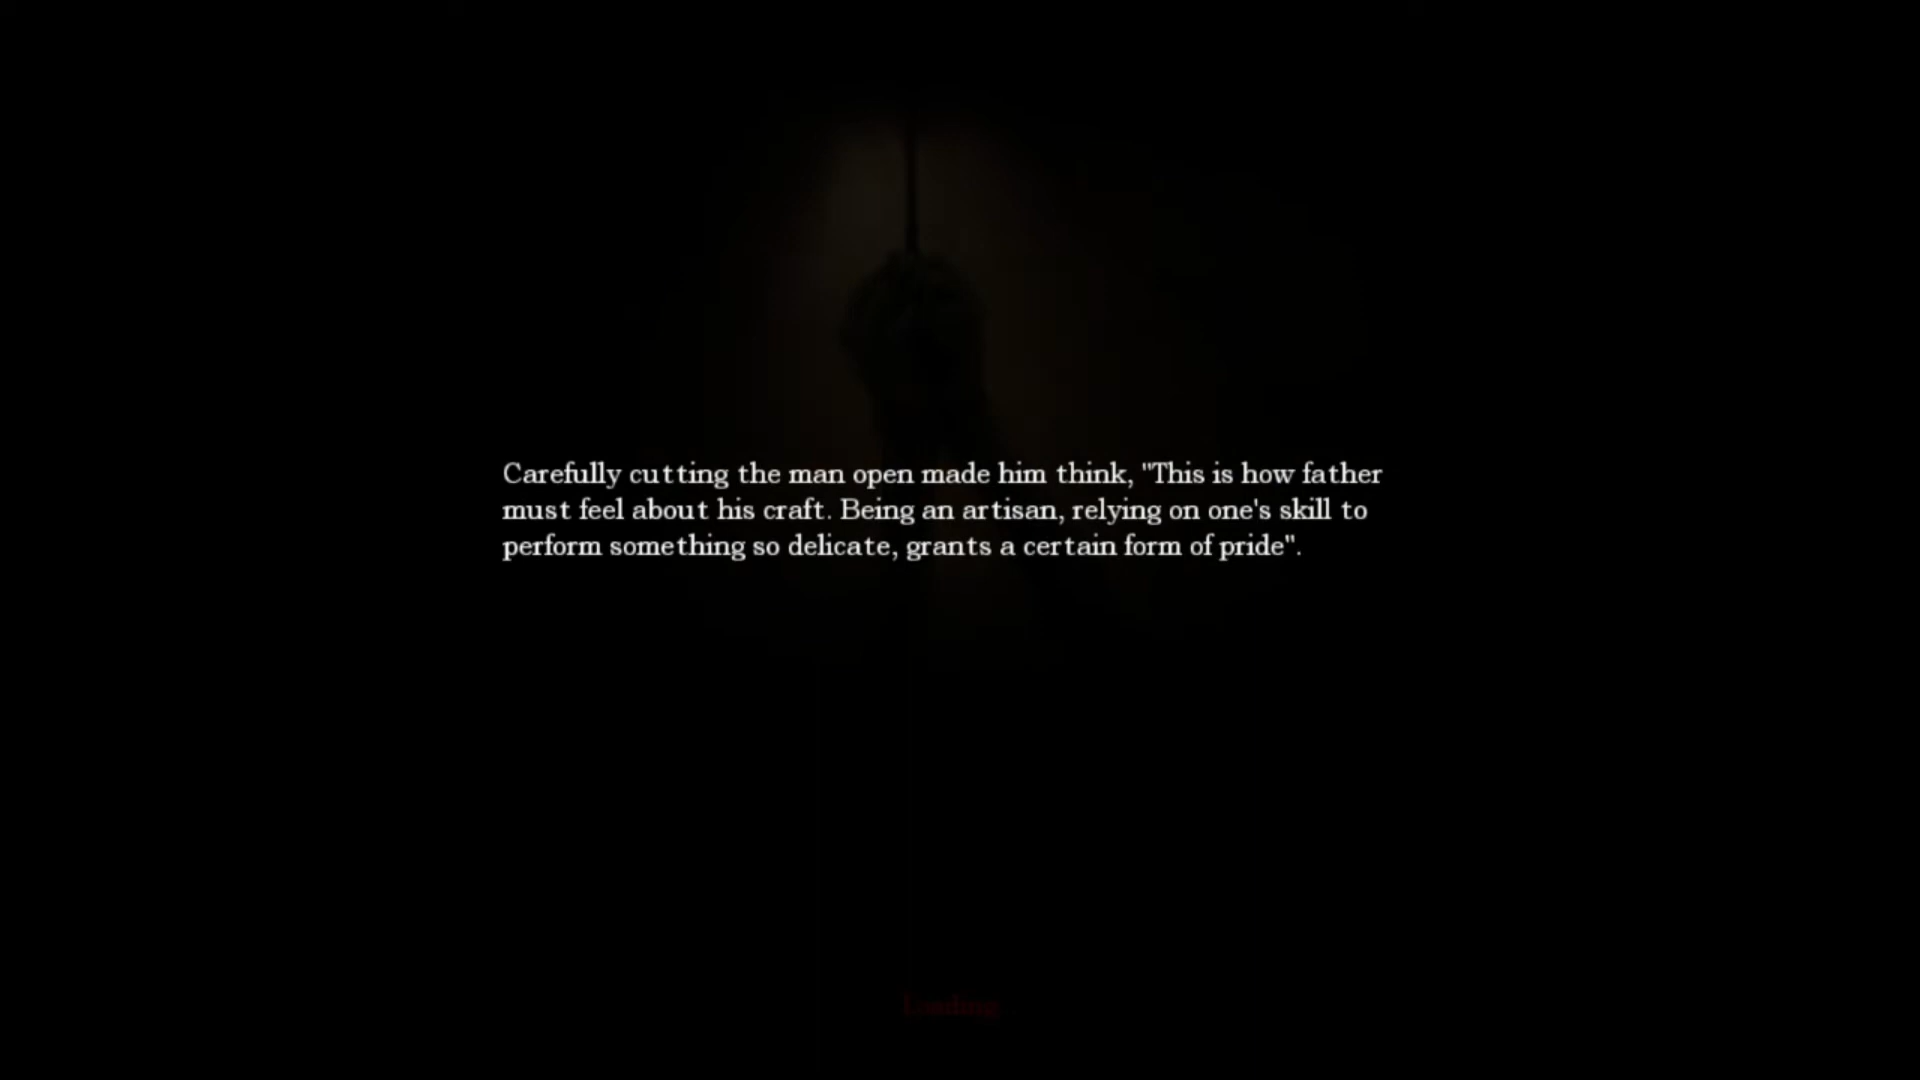 Carefully cutting the man open made him think, "This is how father
must feel about his craft. Being an artisan, relying on one's skill to
perform something so delicate, grants a certain form of pride".
Loading